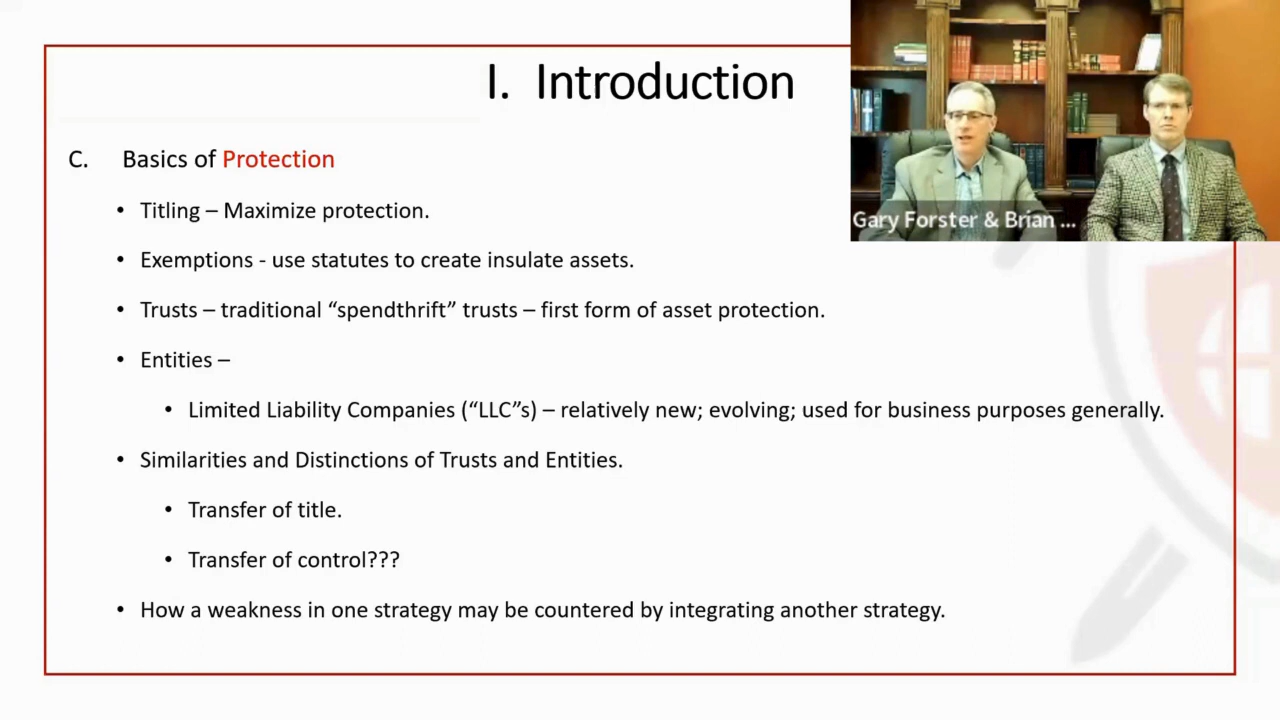 I. Introduction
C. Basics of Protection
• Titling – Maximize protection.
• Exemptions - use statutes to create insulate assets.
• Trusts – traditional “spendthrift” trusts – first form of asset protection.
• Entities –
• Limited Liability Companies (“LLC”s) – relatively new; evolving; used for business purposes generally.
• Similarities and Distinctions of Trusts and Entities.
• Transfer of title.
• Transfer of control???
• How a weakness in one strategy may be countered by integrating another strategy.
Gary Forster & Brian ...